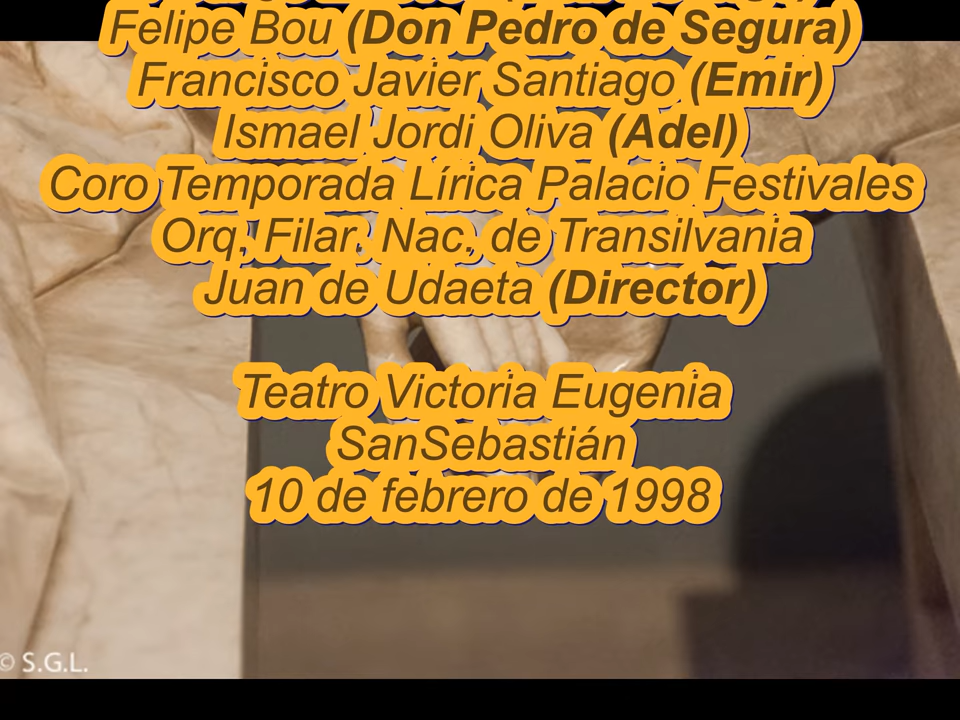 Felipe Bou (Don Pedro de Segura)
Francisco Javier Santiago (Emir)
Ismael Jordi Oliva (Adel)
Coro Temporada Lírica Palacio Festivales
Orq. Filar. Nac. de Transilvania
Juan de Udaeta (Director)
Teatro Victoria Eugenia
SanSebastián
10 de febrero de 1998
© S.G.L.